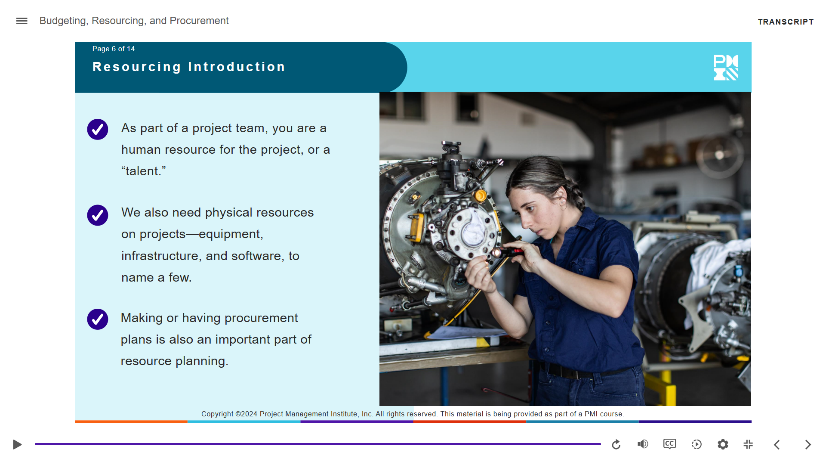 Budgeting, Resourcing, and Procurement
TRANSCRIPT
Page 6 of 14
Resourcing Introduction
PM
As part of a project team, you are a
human resource for the project, or a
“talent.”
We also need physical resources
on projects—equipment,
infrastructure, and software, to
name a few.
Making or having procurement
plans is also an important part of
resource planning.
Copyright ©2024 Project Management Institute, Inc. All rights reserved. This material is being provided as part of a PMI course.
CC